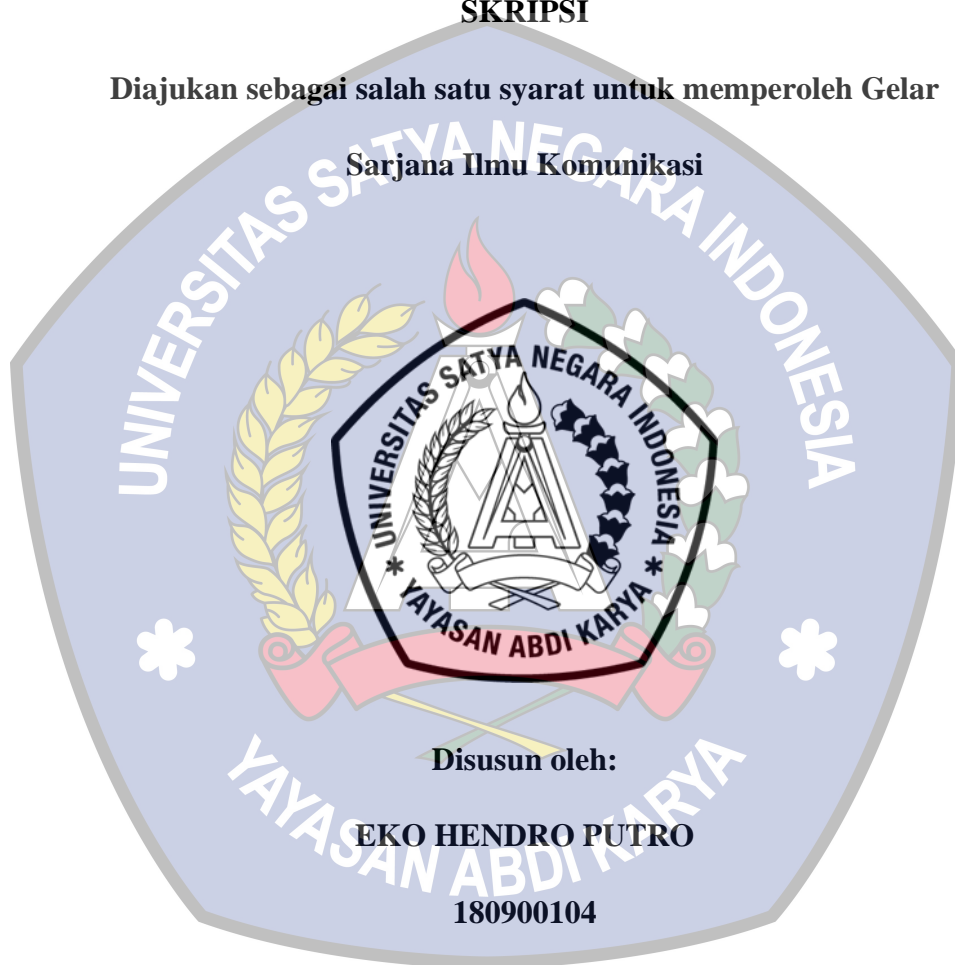 SKRIPSI
Diajukan sebagai salah satu syarat untuk memperoleh Gelar
Sarjana Ilmu Komunikasi
UNIVERSITAS SATYA NEGARA INDONESIA
UNIVERSITAS SATYA NEGARA INDONESIA
* YAYASAN ABDI KARYA *
Disusun oleh:
* YAYASAN ABDI KARYA *
EKO HENDRO PUTRO
180900104